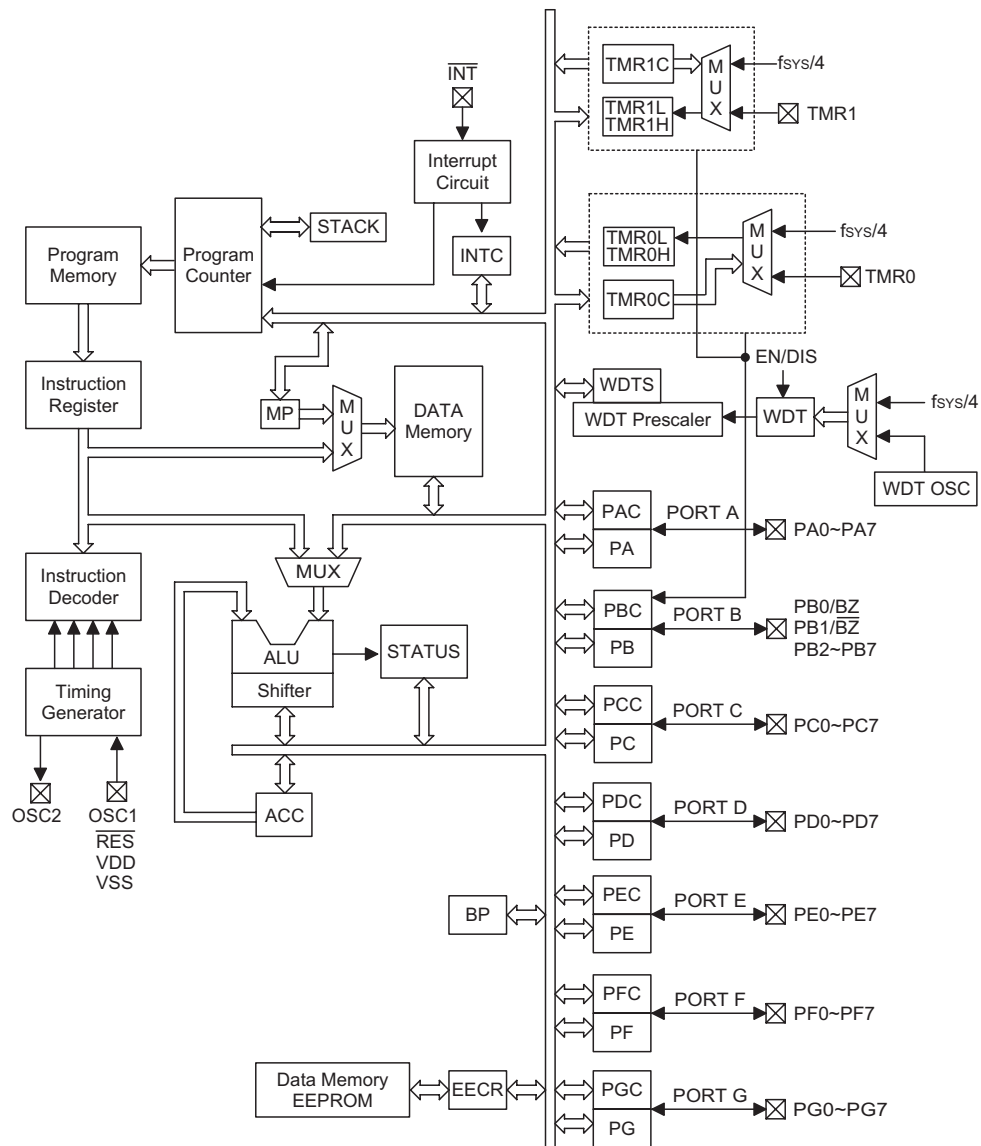 INT
Interrupt
Circuit
STACK
INTC
Program
Memory
Program
Counter
Instruction
Register
MP
M
U
X
DATA
Memory
MUX
Instruction
Decoder
ALU
Shifter
STATUS
Timing
Generator
OSC2
OSC1
RES
VDD
VSS
ACC
BP
Data Memory
EEPROM
EECR
TMR1C
TMR1L
TMR1H
M
U
X
fSYS/4
TMR1
TMR0L
TMR0H
TMR0C
M
U
X
fSYS/4
TMR0
EN/DIS
WDTS
WDT Prescaler
WDT
M
U
X
fSYS/4
WDT OSC
PAC
PA
PORT A
PA0~PA7
PBC
PB
PORT B
PB0/BZ
PB1/B̅Z̅
PB2~PB7
PCC
PC
PORT C
PC0~PC7
PDC
PD
PORT D
PD0~PD7
PEC
PE
PORT E
PE0~PE7
PFC
PF
PORT F
PF0~PF7
PGC
PG
PORT G
PG0~PG7